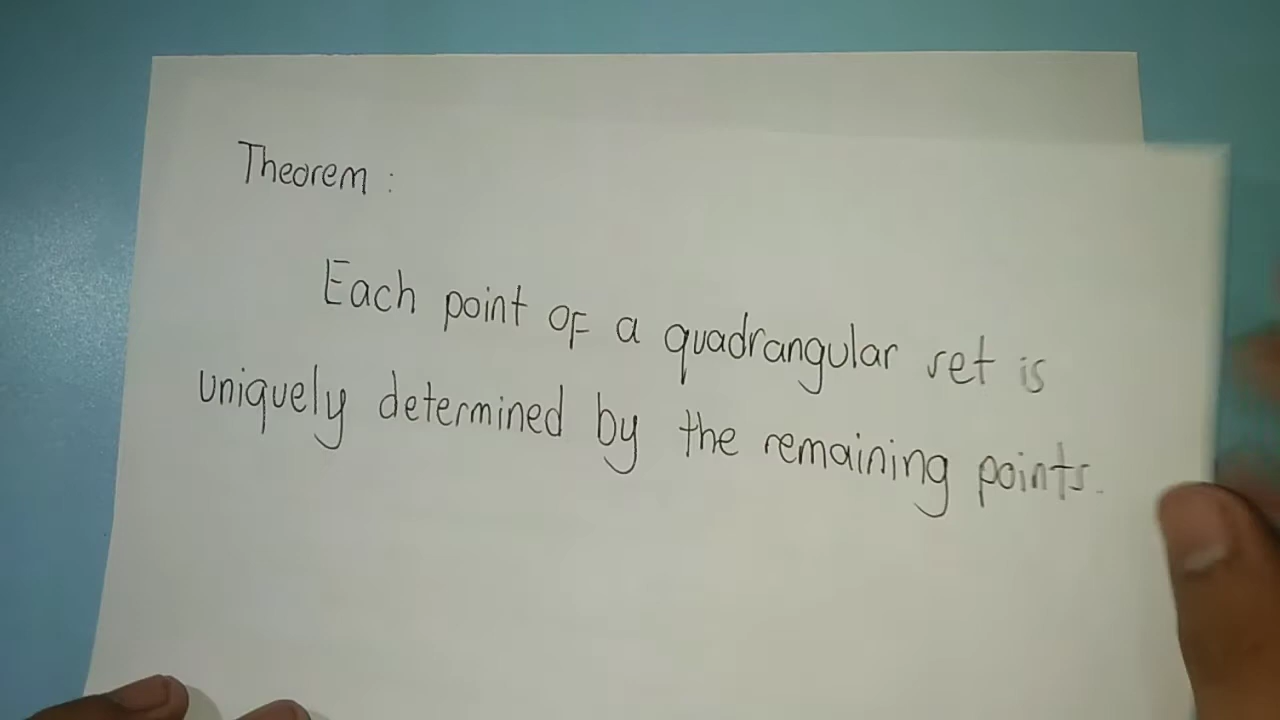 Theorem :
Each point of a quadrangular set is
uniquely determined by the remaining points.